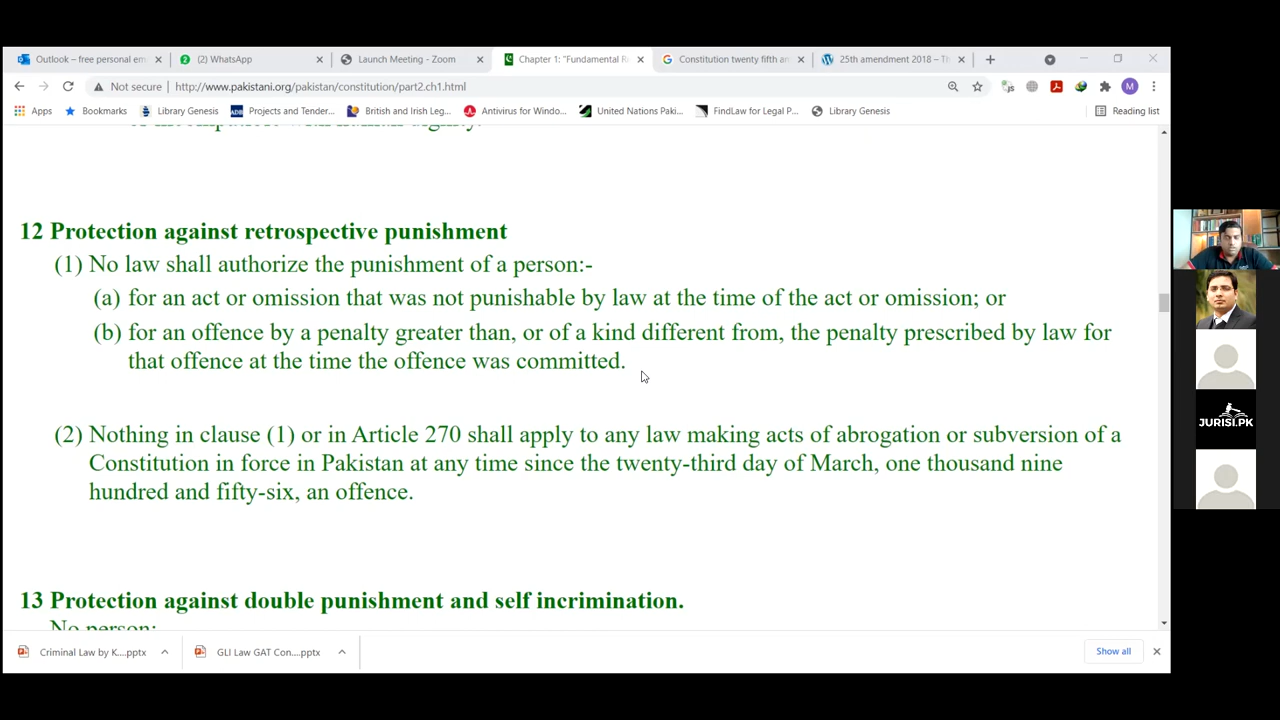 Outlook – free personal em
(2) WhatsApp
Launch Meeting - Zoom
Chapter 1: "Fundamental R
Constitution twenty fifth an
25th amendment 2018 – Th
Not secure
http://www.pakistani.org/pakistan/constitution/part2.ch1.html
M
Apps
Bookmarks
Library Genesis
ADB
Projects and Tender...
British and Irish Leg...
Antivirus for Windo...
United Nations Paki...
FindLaw for Legal P...
Library Genesis
Reading list
12 Protection against retrospective punishment
(1) No law shall authorize the punishment of a person:-
(a) for an act or omission that was not punishable by law at the time of the act or omission; or
(b) for an offence by a penalty greater than, or of a kind different from, the penalty prescribed by law for
that offence at the time the offence was committed.
(2) Nothing in clause (1) or in Article 270 shall apply to any law making acts of abrogation or subversion of a
Constitution in force in Pakistan at any time since the twenty-third day of March, one thousand nine
hundred and fifty-six, an offence.
13 Protection against double punishment and self incrimination.
No person:
Criminal Law by K....pptx
GLI Law GAT Con....pptx
Show all
JURISI.PK